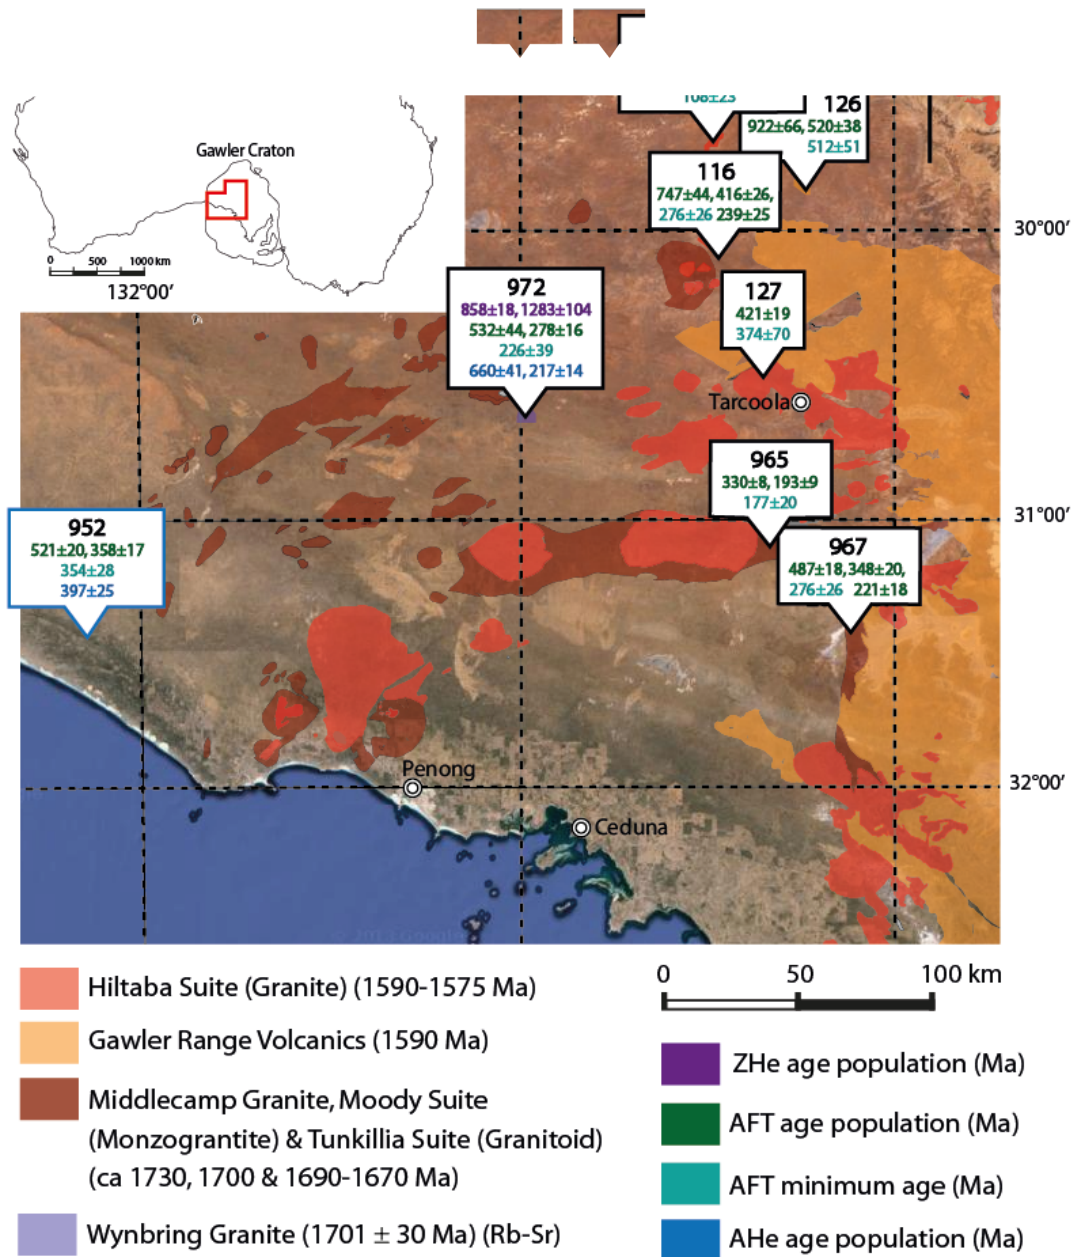 Gawler Craton
0 500 1000 km
132°00′
108±23
126
922±66, 520±38
512±51
116
747±44, 416±26,
276±26 239±25
30°00′
972
858±18, 1283±104
532±44, 278±16
226±39
660±41, 217±14
127
421±19
374±70
Tarcoola
965
330±8, 193±9
177±20
31°00′
952
521±20, 358±17
354±28
397±25
967
487±18, 348±20,
276±26 221±18
Penong
32°00′
Ceduna
Hiltaba Suite (Granite) (1590-1575 Ma)
Gawler Range Volcanics (1590 Ma)
Middlecamp Granite, Moody Suite
(Monzograntite) & Tunkillia Suite (Granitoid)
(ca 1730, 1700 & 1690-1670 Ma)
Wynbring Granite (1701 ± 30 Ma) (Rb-Sr)
0 50 100 km
ZHe age population (Ma)
AFT age population (Ma)
AFT minimum age (Ma)
AHe age population (Ma)